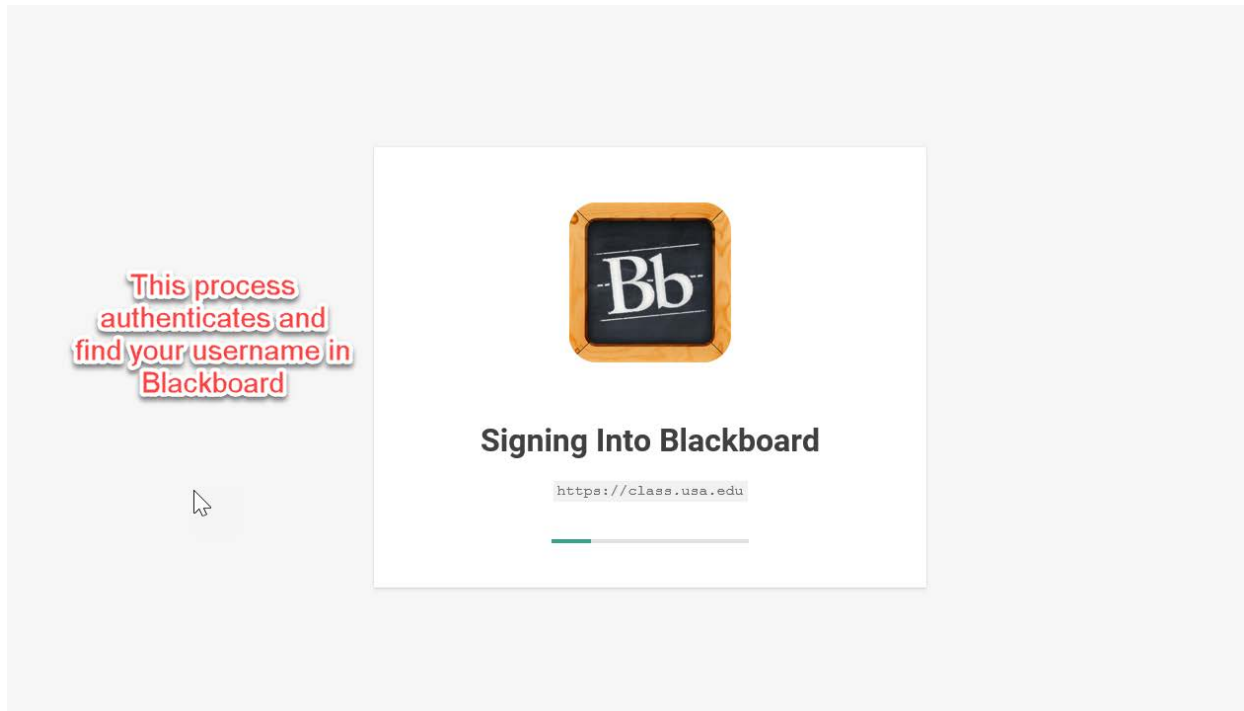 This process
authenticates and
find your username in
Blackboard
Bb
Signing Into Blackboard
https://class.usa.edu